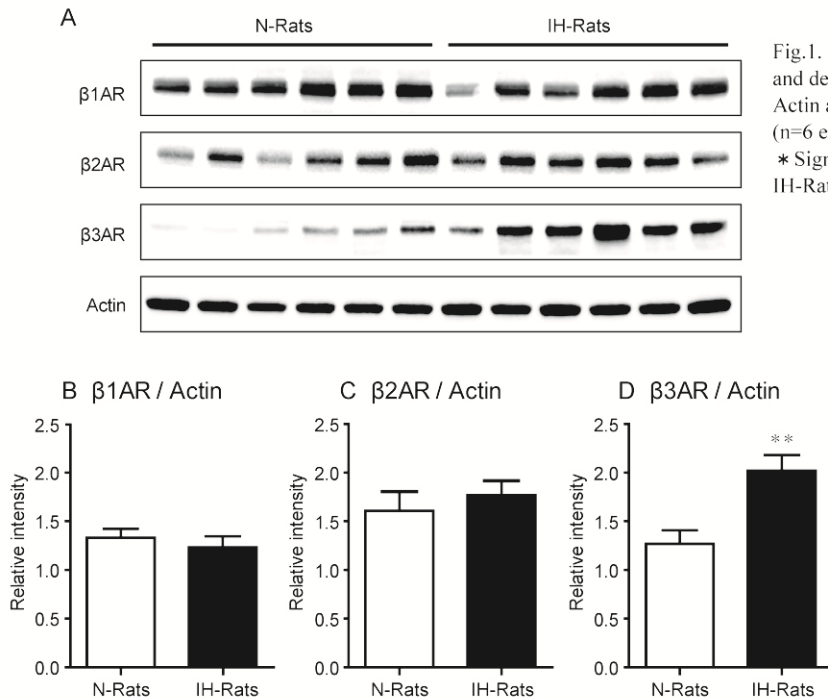 A
N-Rats IH-Rats
β1AR
β2AR
β3AR
Actin
Fig.1.
and de
Actin a
(n=6 e
* Sign
IH-Rat
B β1AR / Actin
Relative intensity
2.5
2.0
1.5
1.0
0.5
0.0
N-Rats IH-Rats
C β2AR / Actin
Relative intensity
2.5
2.0
1.5
1.0
0.5
0.0
N-Rats IH-Rats
D β3AR / Actin
Relative intensity
2.5
2.0
1.5
1.0
0.5
0.0
**
N-Rats IH-Rats